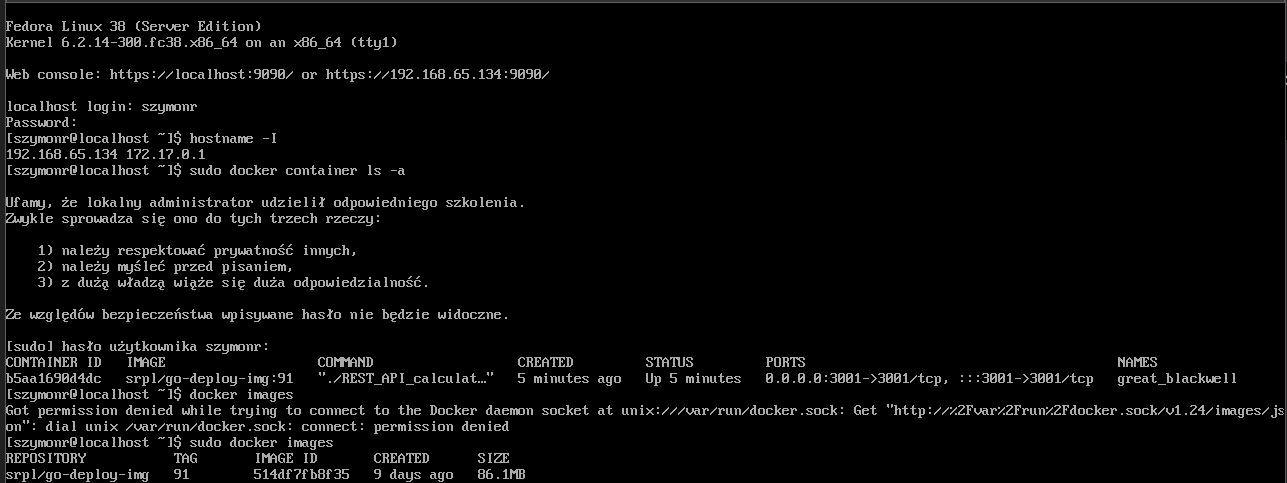 Fedora Linux 38 (Server Edition)
Kernel 6.2.14-300.fc38.x86_64 on an x86_64 (tty1)
Web console: https://localhost:9090/ or https://192.168.65.134:9090/
localhost login: szymonr
Password:
[szymonr@localhost ~]$ hostname -I
192.168.65.134 172.17.0.1
[szymonr@localhost ~]$ sudo docker container ls -a
Ufamy, że lokalny administrator udzielił odpowiedniego szkolenia.
Zwykle sprowadza się ono do tych trzech rzeczy:
1) należy respektować prywatność innych,
2) należy myśleć przed pisaniem,
3) z dużą władzą wiąże się duża odpowiedzialność.
Ze względów bezpieczeństwa wpisywane hasło nie będzie widoczne.
[sudo] hasło użytkownika szymonr:
CONTAINER ID   IMAGE                   COMMAND                  CREATED         STATUS         PORTS                                       NAMES
b5aa1690d4dc   srpl/go-deploy-img:91   "./REST_API_calculat…"   5 minutes ago   Up 5 minutes   0.0.0.0:3001->3001/tcp, :::3001->3001/tcp   great_blackwell
[szymonr@localhost ~]$ docker images
Got permission denied while trying to connect to the Docker daemon socket at unix:///var/run/docker.sock: Get "http://%2Fvar%2Frun%2Fdocker.sock/v1.24/images/js
on": dial unix /var/run/docker.sock: connect: permission denied
[szymonr@localhost ~]$ sudo docker images
REPOSITORY           TAG       IMAGE ID       CREATED      SIZE
srpl/go-deploy-img   91        514df7fb8f35   9 days ago   86.1MB